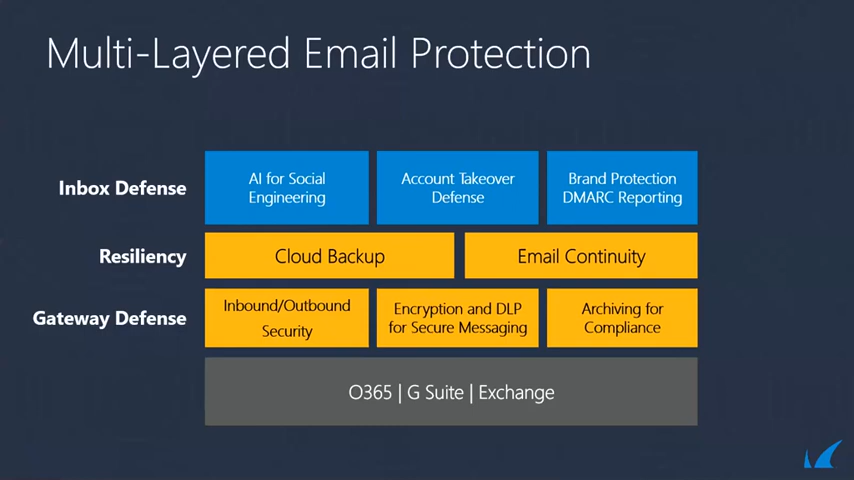 Multi-Layered Email Protection
Inbox Defense
AI for Social
Engineering
Account Takeover
Defense
Brand Protection
DMARC Reporting
Resiliency
Cloud Backup
Email Continuity
Gateway Defense
Inbound/Outbound
Security
Encryption and DLP
for Secure Messaging
Archiving for
Compliance
O365 | G Suite | Exchange